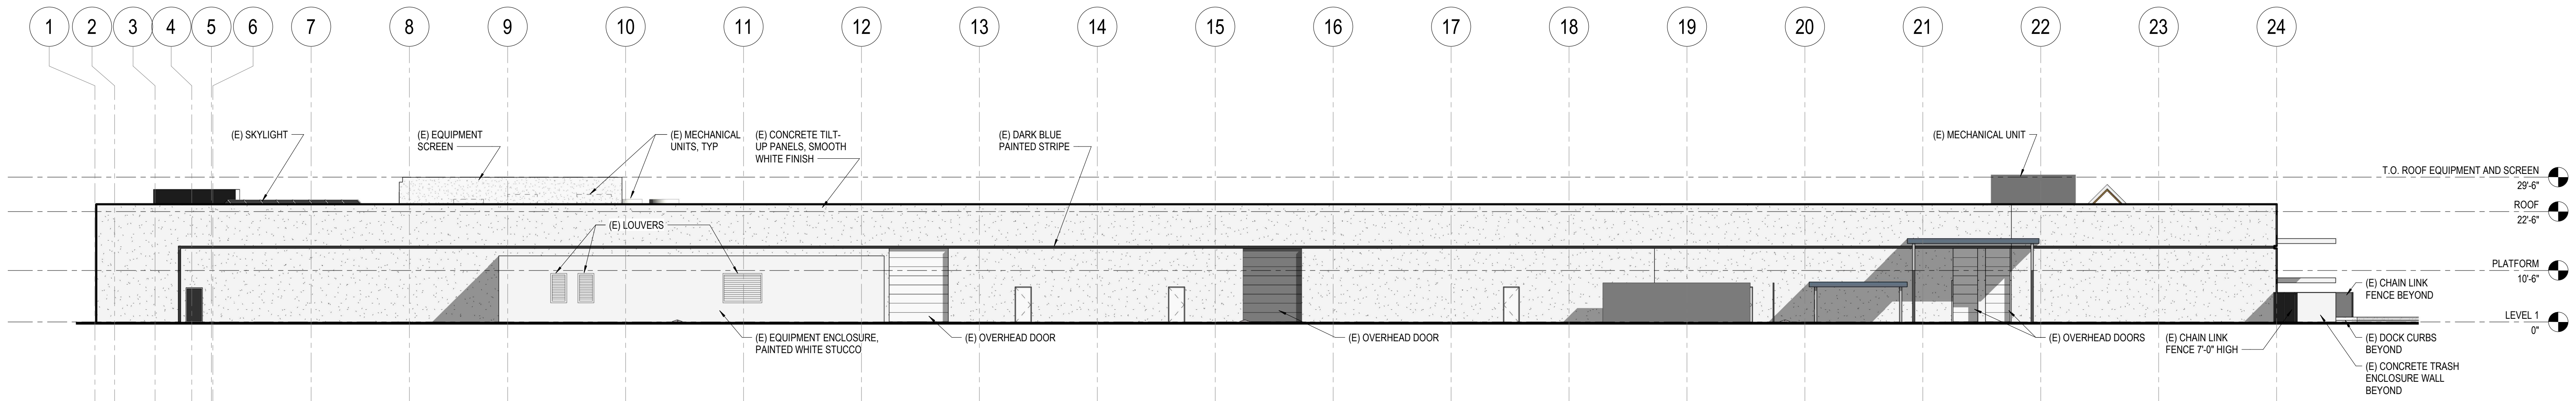 1 2 3 4 5 6 7 8 9 10 11 12 13 14 15 16 17 18 19 20 21 22 23 24
(E) SKYLIGHT
(E) EQUIPMENT
SCREEN
(E) MECHANICAL
UNITS, TYP
(E) CONCRETE TILT-
UP PANELS, SMOOTH
WHITE FINISH
(E) DARK BLUE
PAINTED STRIPE
(E) MECHANICAL UNIT
T.O. ROOF EQUIPMENT AND SCREEN
29'-6"
ROOF
22'-6"
(E) LOUVERS
PLATFORM
10'-6"
(E) CHAIN LINK
FENCE BEYOND
LEVEL 1
0"
(E) EQUIPMENT ENCLOSURE,
PAINTED WHITE STUCCO
(E) OVERHEAD DOOR
(E) OVERHEAD DOOR
(E) OVERHEAD DOORS
(E) CHAIN LINK
FENCE 7'-0" HIGH
(E) DOCK CURBS
BEYOND
(E) CONCRETE TRASH
ENCLOSURE WALL
BEYOND